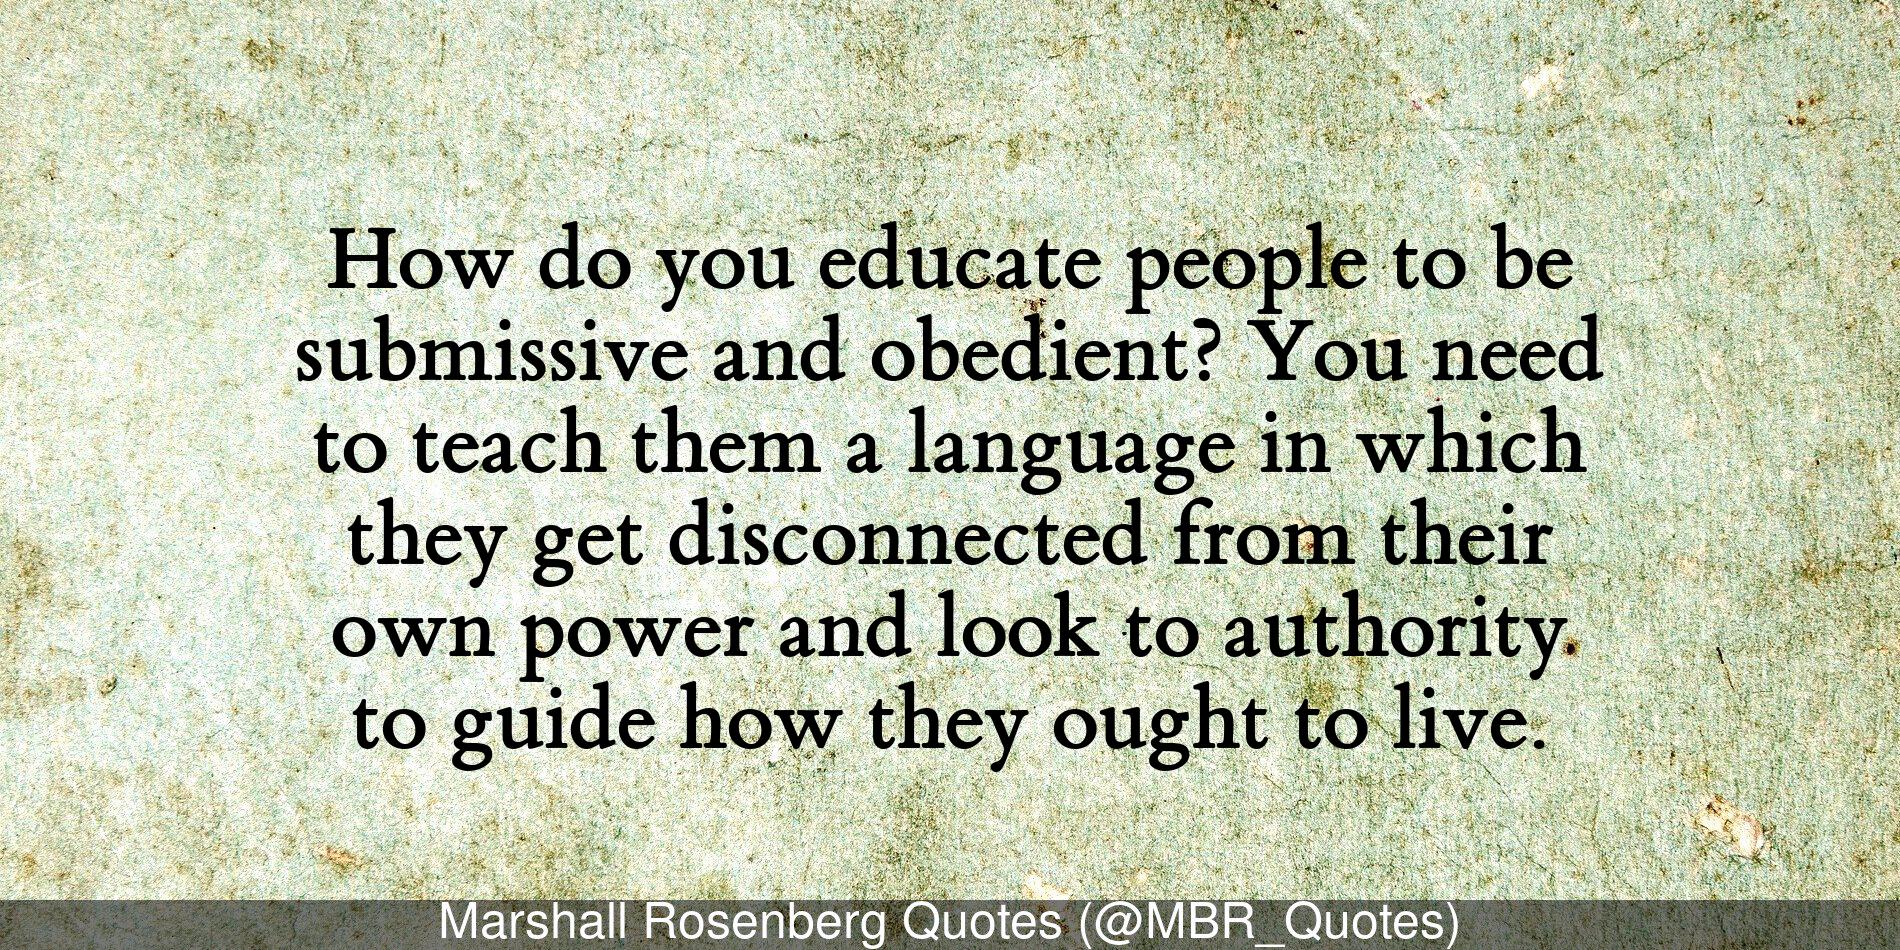 How do you educate people to be
submissive and obedient? You need
to teach them a language in which
they get disconnected from their
own power and look to authority
to guide how they ought to live.
Marshall Rosenberg Quotes (@MBR_Quotes)